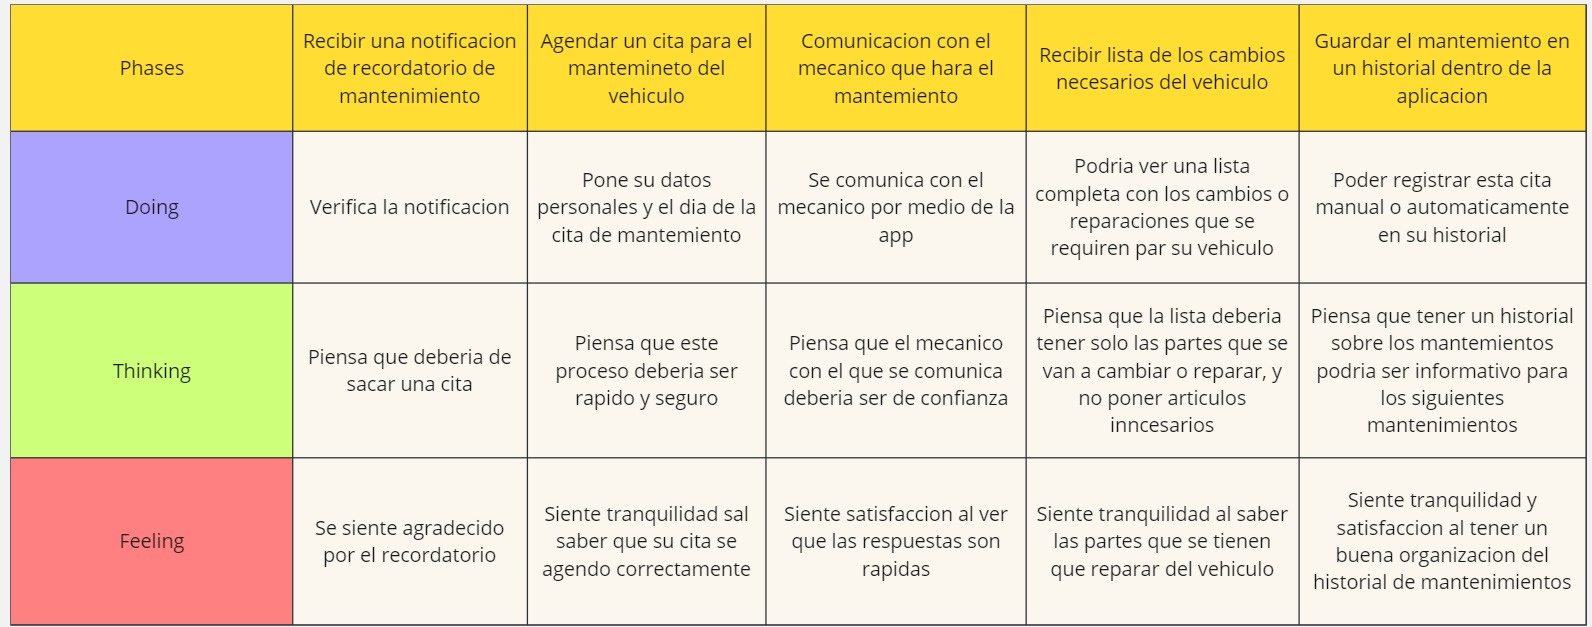 Phases
Recibir una notificacion
de recordatorio de
mantenimiento
Agendar un cita para el
mantemineto del
vehiculo
Comunicacion con el
mecanico que hara el
mantemiento
Recibir lista de los cambios
necesarios del vehiculo
Guardar el mantemiento en
un historial dentro de la
aplicacion
Doing
Verifica la notificacion
Pone su datos
personales y el dia de la
cita de mantemiento
Se comunica con el
mecanico por medio de la
app
Podria ver una lista
completa con los cambios o
reparaciones que se
requiren par su vehiculo
Poder registrar esta cita
manual o automaticamente
en su historial
Thinking
Piensa que deberia de
sacar una cita
Piensa que este
proceso deberia ser
rapido y seguro
Piensa que el mecanico
con el que se comunica
deberia ser de confianza
Piensa que la lista deberia
tener solo las partes que se
van a cambiar o reparar, y
no poner articulos
inncesarios
Piensa que tener un historial
sobre los mantemientos
podria ser informativo para
los siguientes
mantenimientos
Feeling
Se siente agradecido
por el recordatorio
Siente tranquilidad sal
saber que su cita se
agendo correctamente
Siente satisfaccion al ver
que las respuestas son
rapidas
Siente tranquilidad al saber
las partes que se tienen
que reparar del vehiculo
Siente tranquilidad y
satisfaccion al tener un
buena organizacion del
historial de mantenimientos